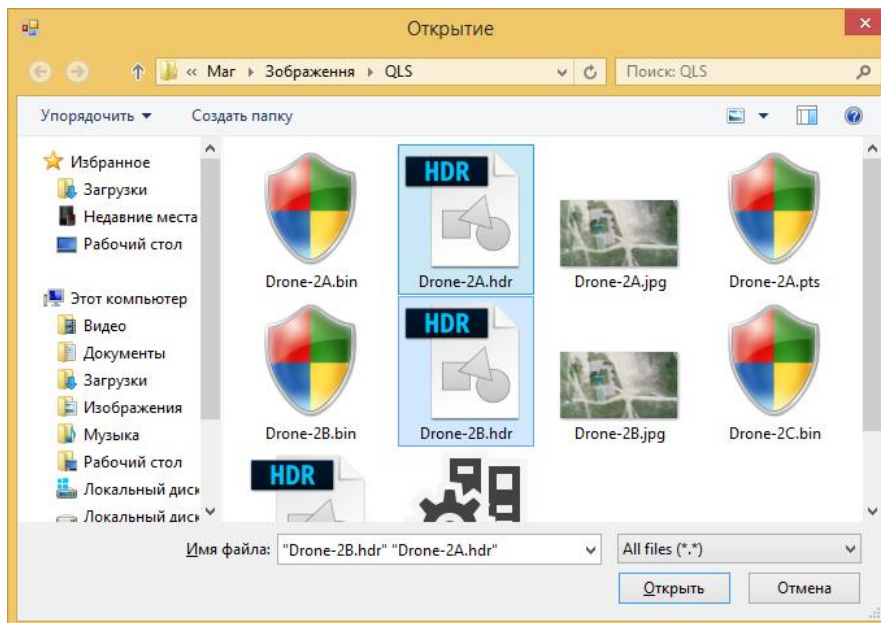 Открытие
« Маг Зображення QLS
Поиск: QLS
Упорядочить Создать папку
Избранное
Загрузки
Недавние места
Рабочий стол
Этот компьютер
Видео
Документы
Загрузки
Изображения
Музыка
Рабочий стол
Локальный диск
Локальный диск
HDR
Drone-2A.bin Drone-2A.hdr Drone-2A.jpg Drone-2A.pts
HDR
Drone-2B.bin Drone-2B.hdr Drone-2B.jpg Drone-2C.bin
HDR
Имя файла: "Drone-2B.hdr" "Drone-2A.hdr"
All files (*.*)
Открыть Отмена